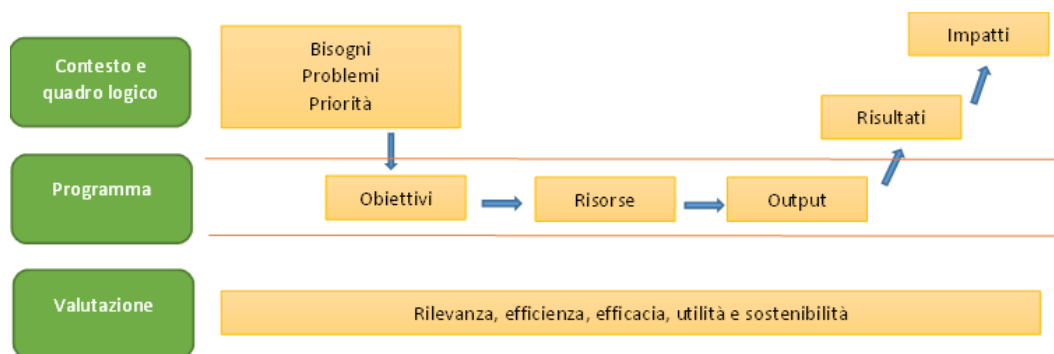 Contesto e
quadro logico
Bisogni
Problemi
Priorità
Impatti
Risultati
Programma
Obiettivi
Risorse
Output
Valutazione
Rilevanza, efficienza, efficacia, utilità e sostenibilità